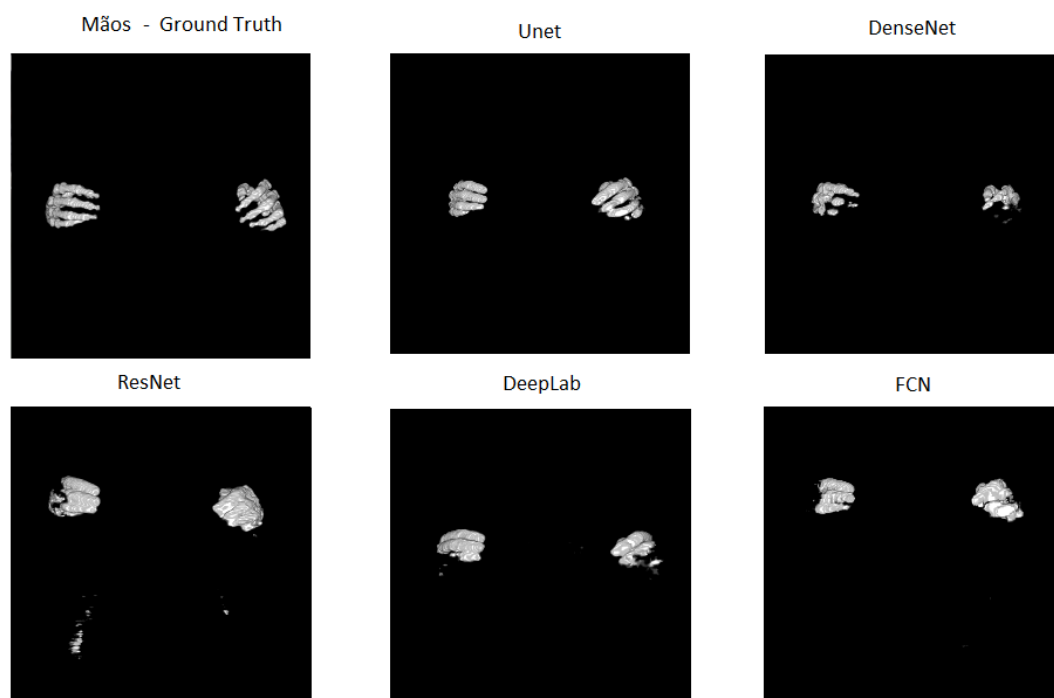 Mãos - Ground Truth
Unet
DenseNet
ResNet
DeepLab
FCN